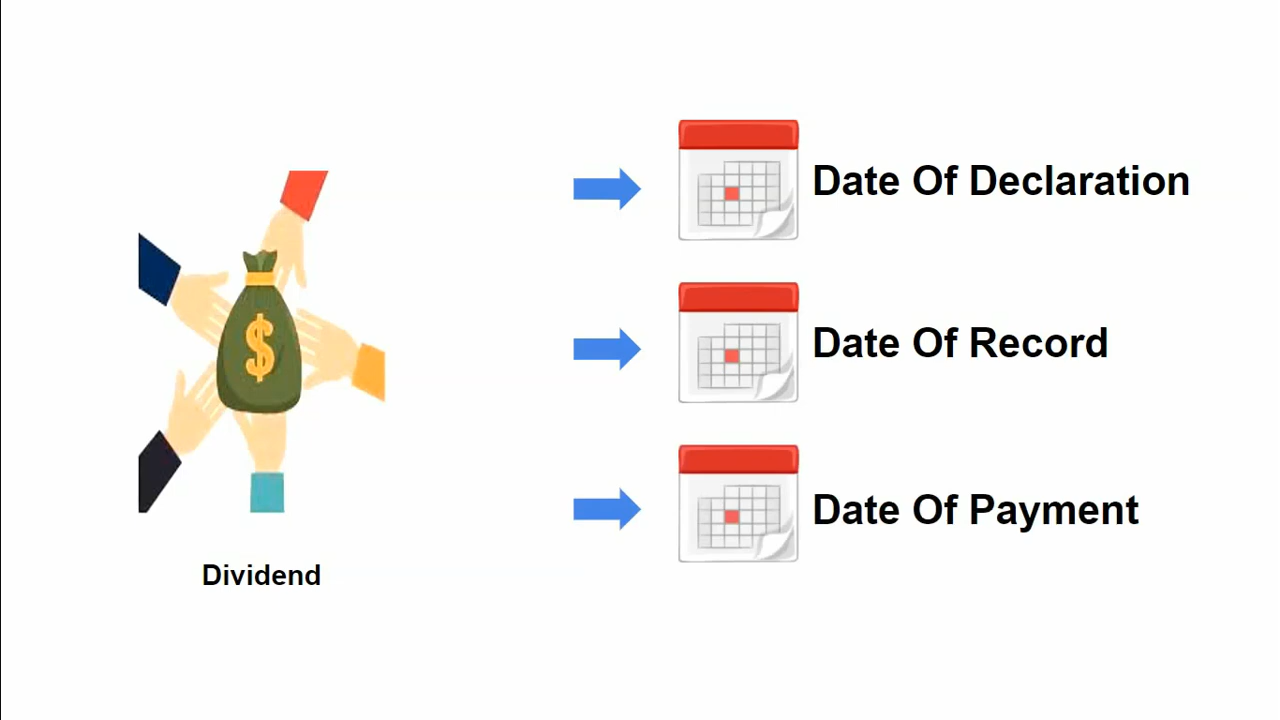 Date Of Declaration
Date Of Record
Date Of Payment
$
Dividend